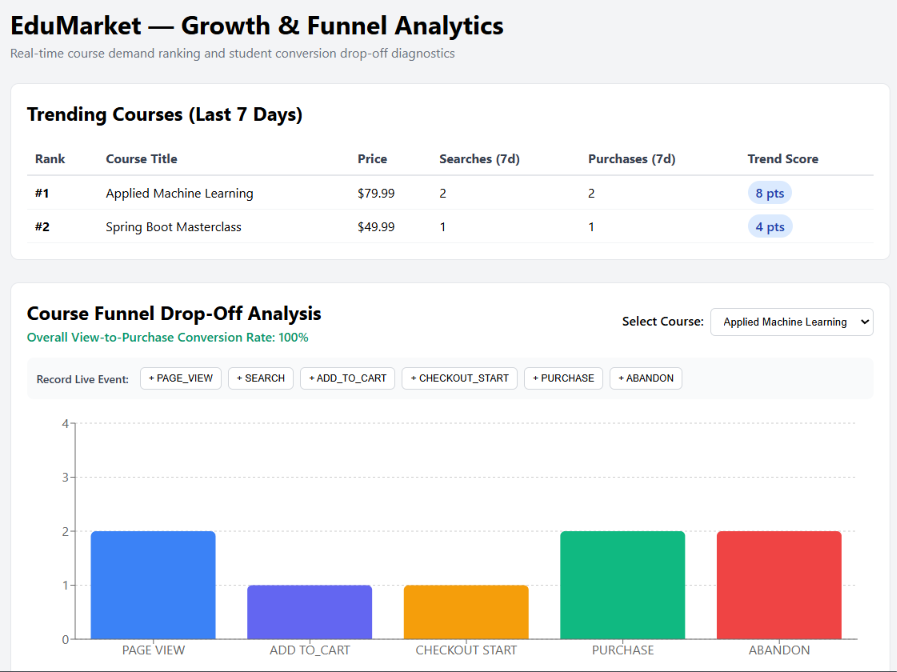 EduMarket — Growth & Funnel Analytics
Real-time course demand ranking and student conversion drop-off diagnostics
Trending Courses (Last 7 Days)
Rank Course Title Price Searches (7d) Purchases (7d) Trend Score
#1 Applied Machine Learning $79.99 2 2 8 pts
#2 Spring Boot Masterclass $49.99 1 1 4 pts
Course Funnel Drop-Off Analysis
Overall View-to-Purchase Conversion Rate: 100%
Select Course: Applied Machine Learning
Record Live Event: + PAGE_VIEW + SEARCH + ADD_TO_CART + CHECKOUT_START + PURCHASE + ABANDON
4
3
2
1
0
PAGE VIEW ADD TO_CART CHECKOUT START PURCHASE ABANDON